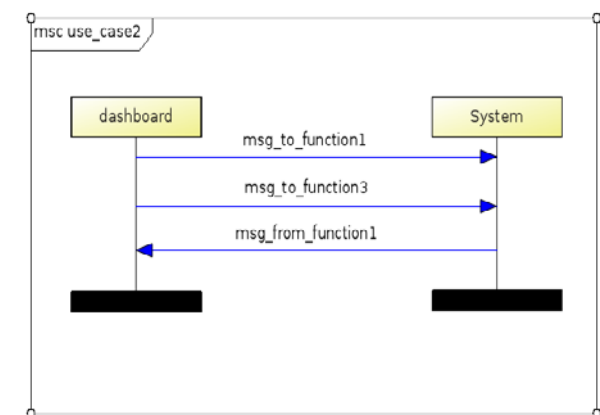 msc use_case2
dashboard
System
msg_to_function1
msg_to_function3
msg_from_function1